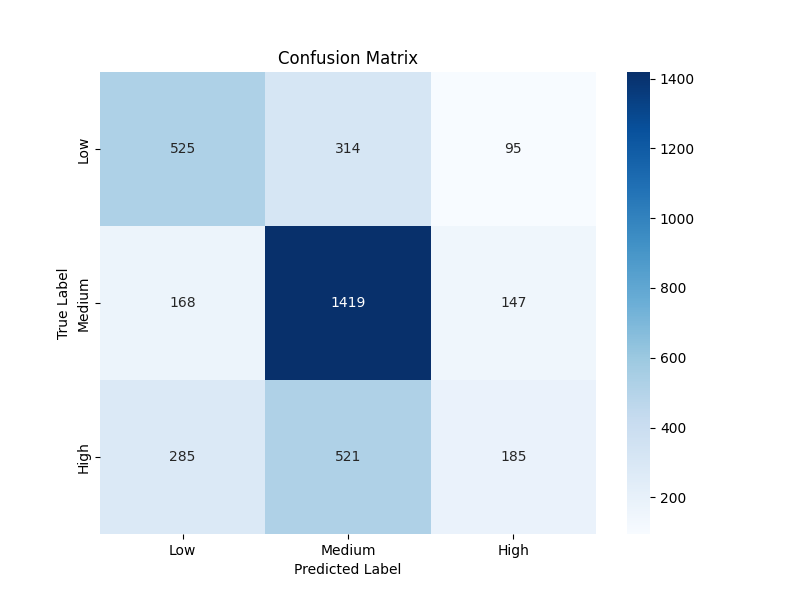 Confusion Matrix
True Label
Low
525
314
95
Medium
168
1419
147
High
285
521
185
Low
Medium
High
Predicted Label
1400
1200
1000
800
600
400
200